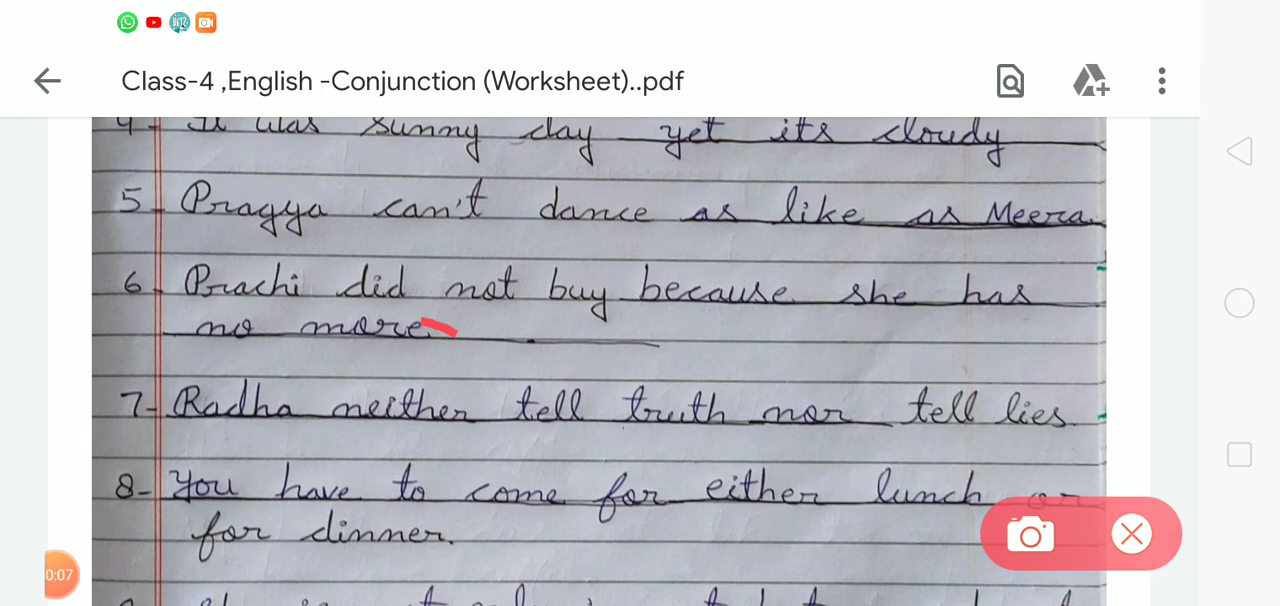 Class-4 ,English -Conjunction (Worksheet)..pdf
4- It was sunny day yet its cloudy
5- Pragya can't dance as like as Meera.
6- Prachi did not buy because she has
no more
7- Radha neither tell truth nor tell lies.
8- You have to come for either lunch or
for dinner.
0:07